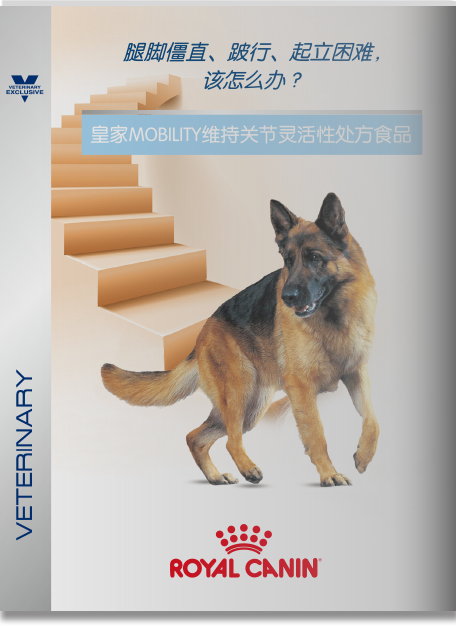 腿脚僵直、跛行、起立困难，
该怎么办？
VETERINARY
EXCLUSIVE
皇家MOBILITY维持关节灵活性处方食品
VETERINARY
ROYAL CANIN